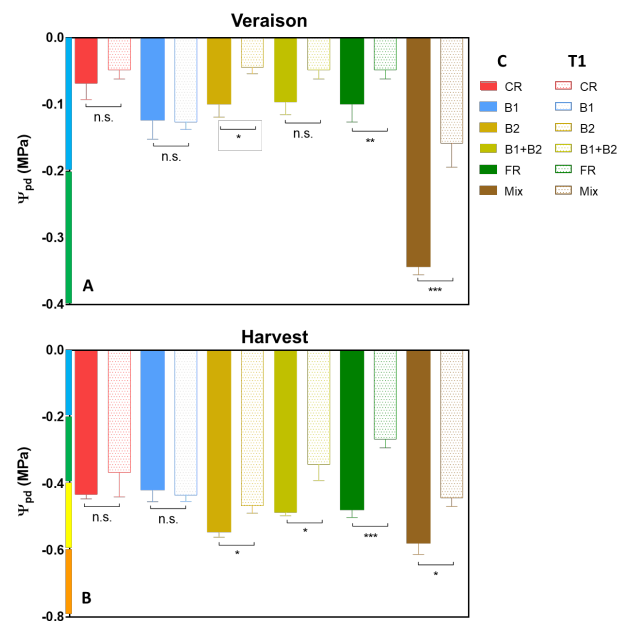 Veraison
0.0
-0.1
-0.2
-0.3
-0.4
Ψpd (MPa)
n.s.
n.s.
*
n.s.
**
***
A
C T1
CR CR
B1 B1
B2 B2
B1+B2 B1+B2
FR FR
Mix Mix
Harvest
0.0
-0.2
-0.4
-0.6
-0.8
Ψpd (MPa)
n.s.
n.s.
*
*
***
*
B